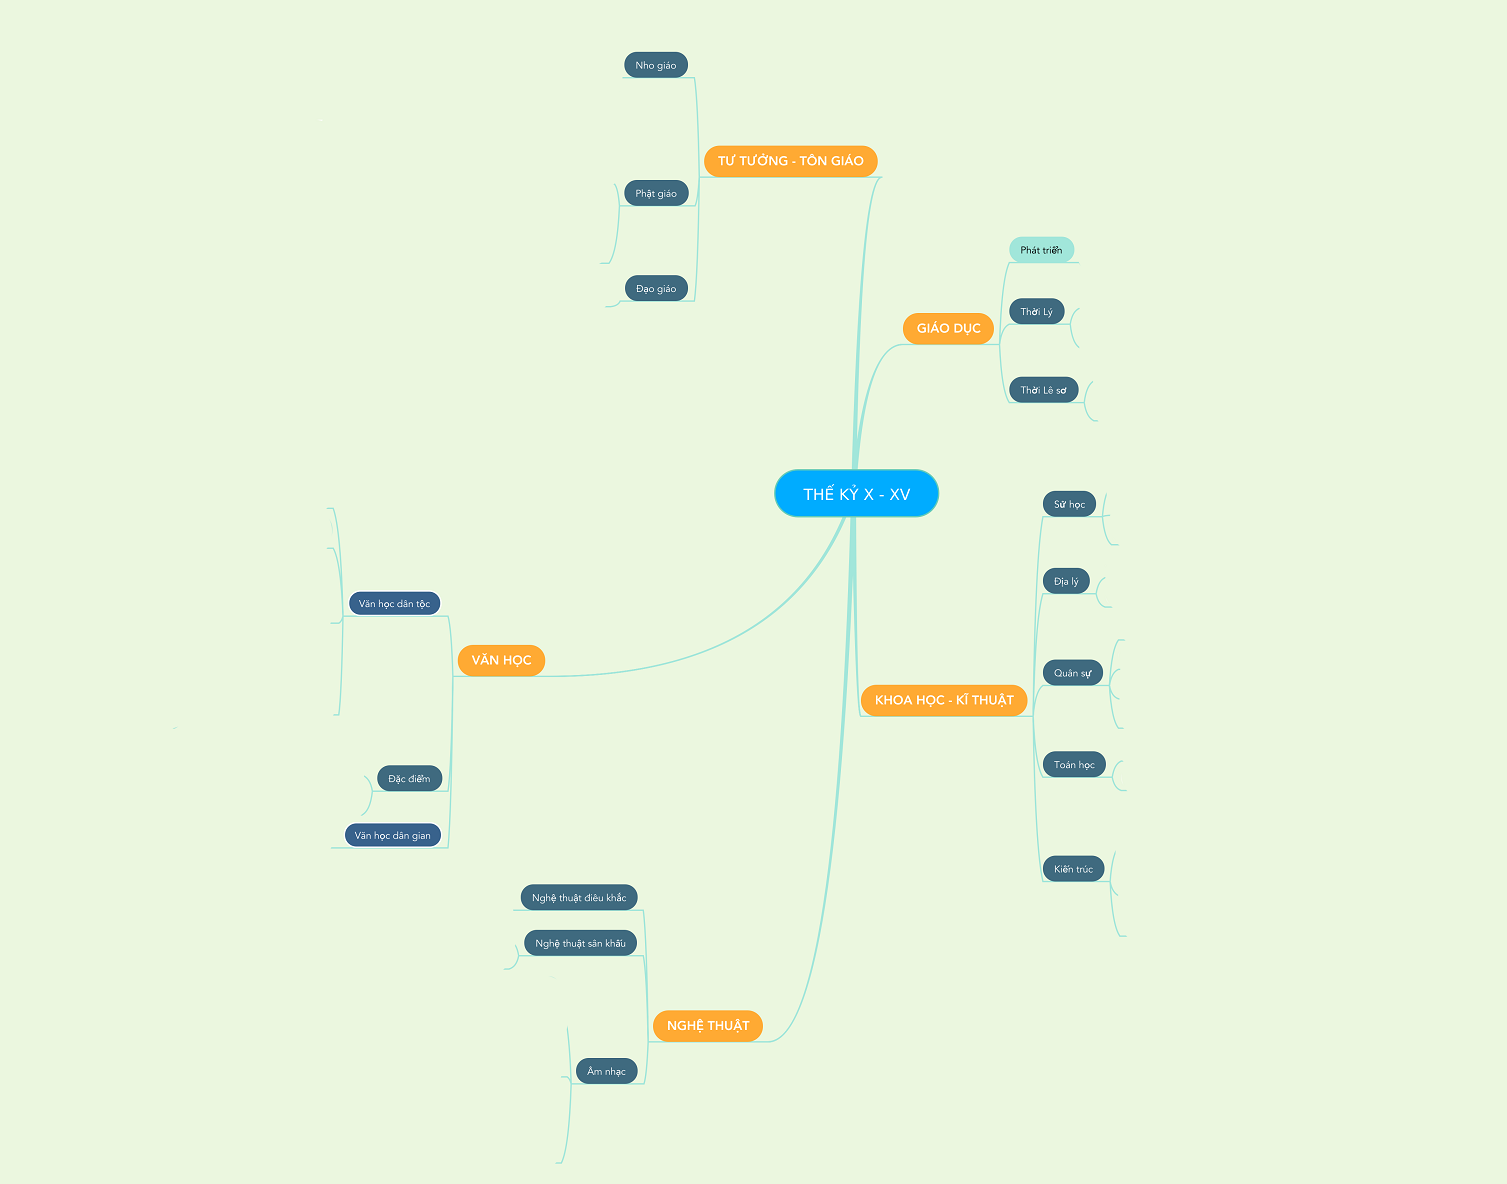 Nho giáo
TƯ TƯỞNG - TÔN GIÁO
Phật giáo
Đạo giáo
Phát triển
Thời Lý
GIÁO DỤC
Thời Lê sơ
THẾ KỶ X - XV
Sử học
Địa lý
Quân sự
KHOA HỌC - KĨ THUẬT
Toán học
Kiến trúc
Văn học dân tộc
VĂN HỌC
Đặc điểm
Văn học dân gian
Nghệ thuật điêu khắc
Nghệ thuật sân khấu
NGHỆ THUẬT
Âm nhạc